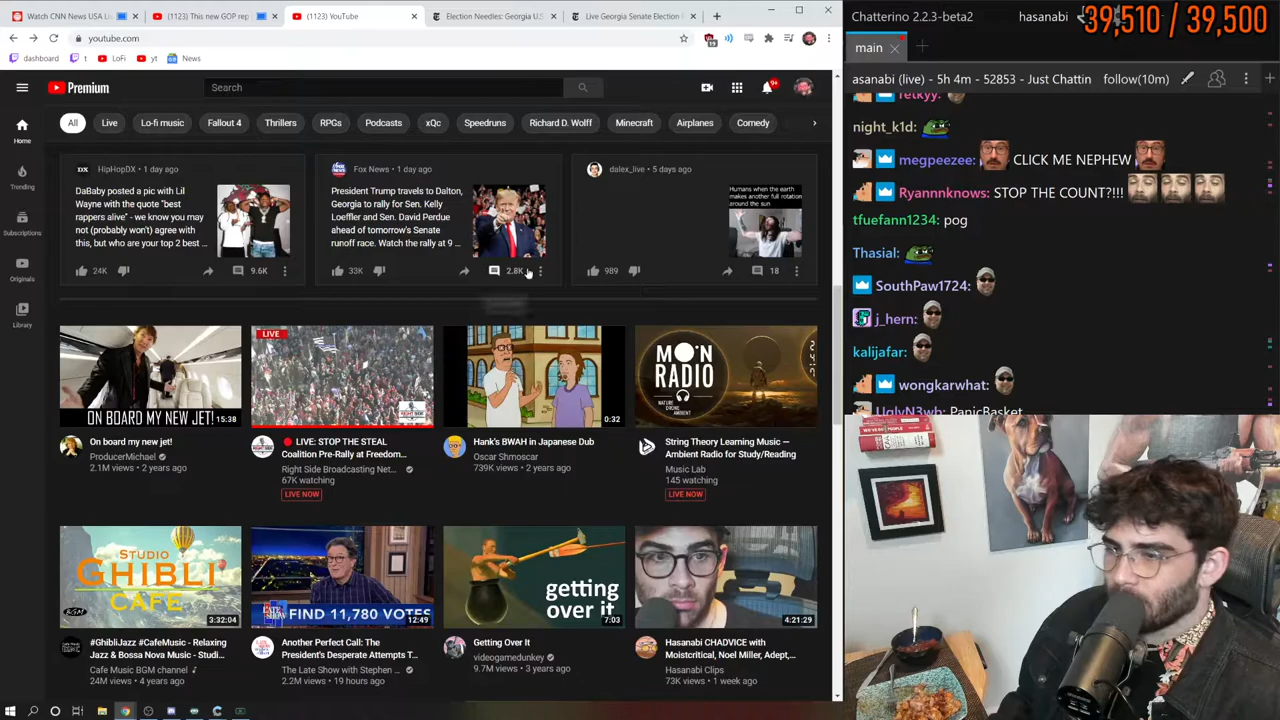 Watch CNN News USA Li
(1123) This new GOP rep
(1123) YouTube
Election Needles: Georgia U.S.
Live Georgia Senate Election R
youtube.com
dashboard
1
LoFi
yt
News
Premium
Search
9+
All
Live
Lo-fi music
Fallout 4
Thrillers
RPGs
Podcasts
xQc
Speedruns
Richard D. Wolff
Minecraft
Airplanes
Comedy
Home
Trending
Subscriptions
Originals
Library
HipHopDX • 1 day ago
DaBaby posted a pic with Lil
Wayne with the quote "best
rappers alive" - we know you may
not (probably won't) agree with
this, but who are your top 2 best ...
24K
9.6K
Fox News • 1 day ago
President Trump travels to Dalton,
Georgia to rally for Sen. Kelly
Loeffler and Sen. David Perdue
ahead of tomorrow's Senate
runoff race. Watch the rally at 9 ...
33K
2.8K
dalex_live • 5 days ago
Humans when the earth
makes another full rotation
around the sun
989
18
ON BOARD MY NEW JET!
15:38
On board my new jet!
ProducerMichael
2.1M views • 2 years ago
LIVE
LIVE: STOP THE STEAL
Coalition Pre-Rally at Freedom...
Right Side Broadcasting Net...
67K watching
LIVE NOW
0:32
Hank's BWAH in Japanese Dub
Oscar Shmoscar
739K views • 2 years ago
MOON
RADIO
NATURE
DRONE
AMBIENT
String Theory Learning Music —
Ambient Radio for Study/Reading
Music Lab
145 watching
LIVE NOW
STUDIO
GHIBLI
CAFE
BGM
3:32:04
#GhibliJazz #CafeMusic - Relaxing
Jazz & Bossa Nova Music - Studi...
Cafe Music BGM channel
24M views • 4 years ago
LATE SHOW
FIND 11,780 VOTES
12:49
Another Perfect Call: The
President's Desperate Attempts T...
The Late Show with Stephen ...
2.2M views • 19 hours ago
getting
over it
7:03
Getting Over It
videogamedunkey
9.7M views • 3 years ago
4:21:29
Hasanabi CHADVICE with
Moistcritical, Noel Miller, Adept,...
Hasanabi Clips
73K views • 1 week ago
Chatterino 2.2.3-beta2
hasanabi
39,510 / 39,500
main
asanabi (live) - 5h 4m - 52853 - Just Chattin
follow(10m)
retkyy:
night_k1d:
megpeezee: CLICK ME NEPHEW
Ryannnknows: STOP THE COUNT?!!!
tfuefann1234: pog
Thasial:
SouthPaw1724:
j_hern:
kalijafar:
wongkarwhat:
UglyN3wb: PanicBasket